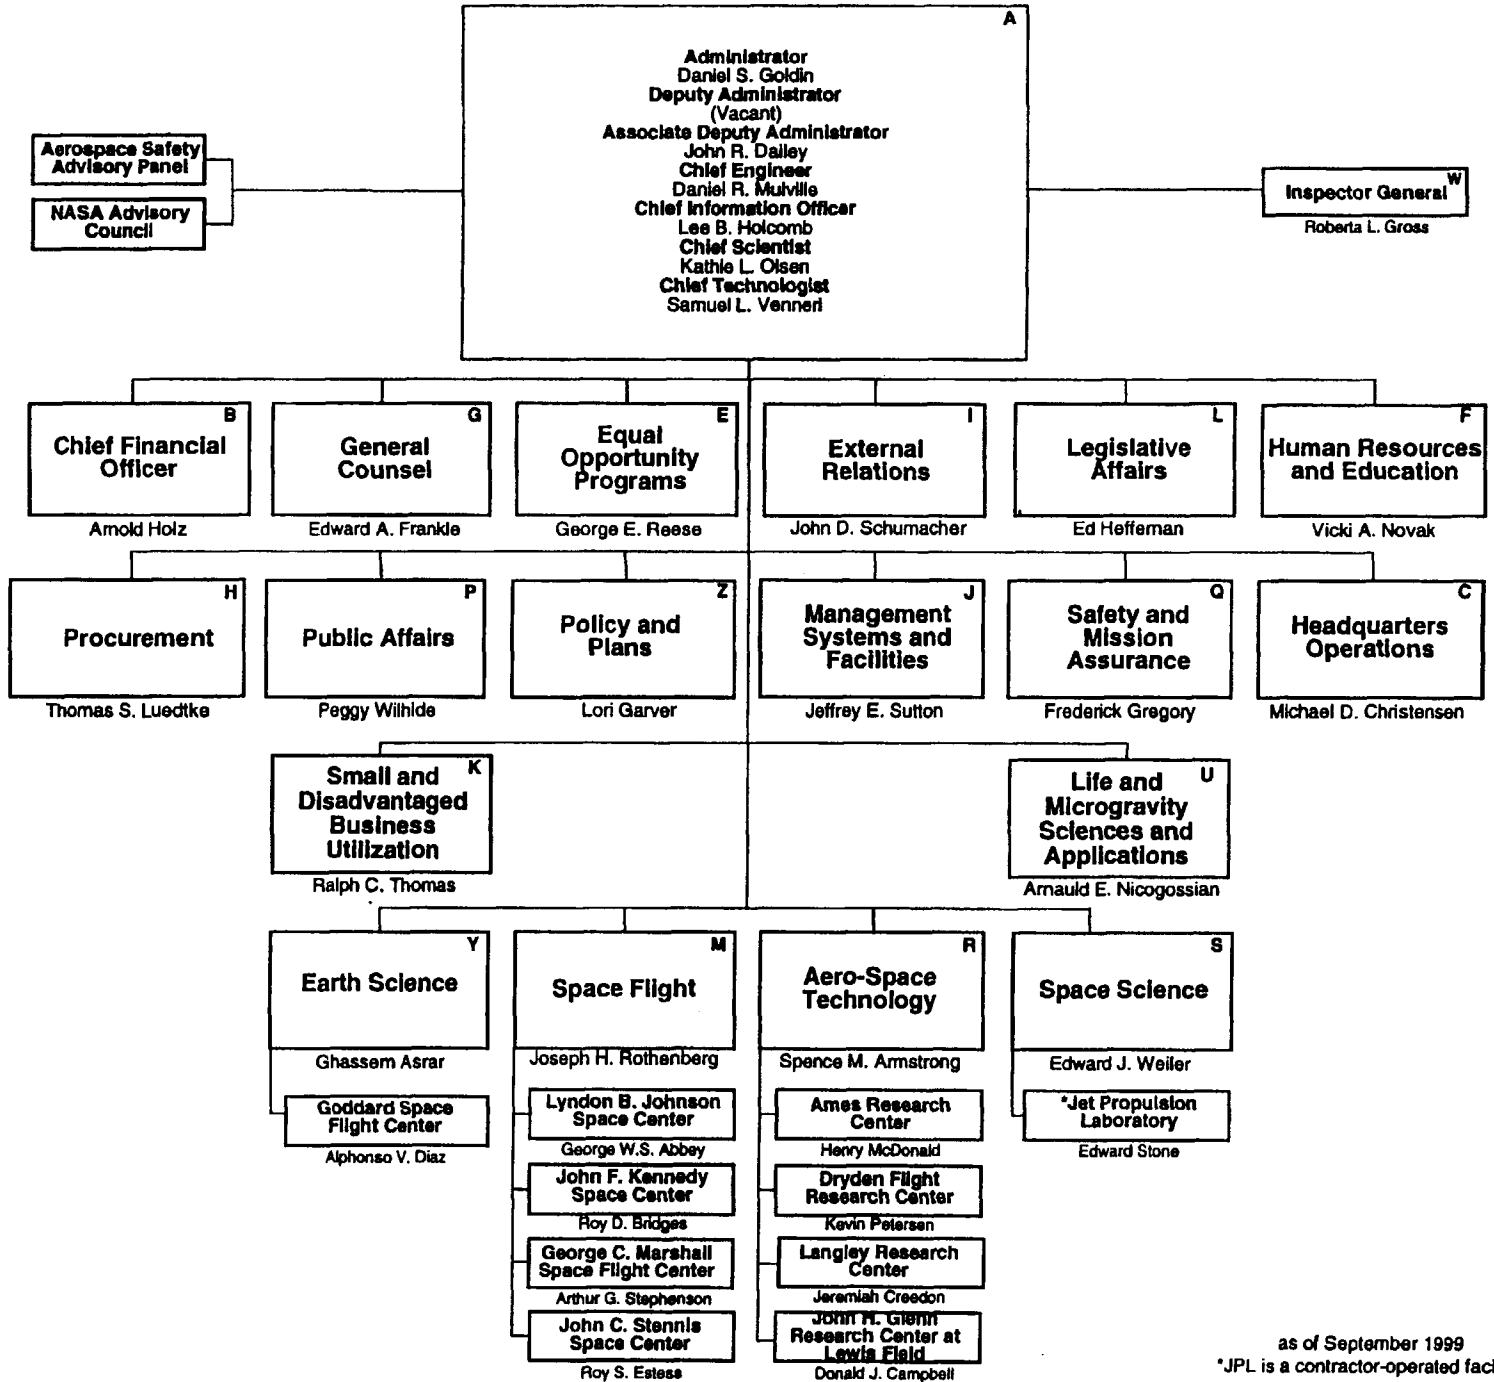 A
Administrator
Daniel S. Goldin
Deputy Administrator
(Vacant)
Associate Deputy Administrator
John R. Dailey
Chief Engineer
Daniel R. Mulville
Chief Information Officer
Lee B. Holcomb
Chief Scientist
Kathie L. Olsen
Chief Technologist
Samuel L. Venneri
Aerospace Safety
Advisory Panel
NASA Advisory
Council
W
Inspector General
Roberta L. Gross
B
Chief Financial
Officer
Arnold Holz
G
General
Counsel
Edward A. Frankle
E
Equal
Opportunity
Programs
George E. Reese
I
External
Relations
John D. Schumacher
L
Legislative
Affairs
Ed Heffernan
F
Human Resources
and Education
Vicki A. Novak
H
Procurement
Thomas S. Luedtke
P
Public Affairs
Peggy Wilhide
Z
Policy and
Plans
Lori Garver
J
Management
Systems and
Facilities
Jeffrey E. Sutton
Q
Safety and
Mission
Assurance
Frederick Gregory
C
Headquarters
Operations
Michael D. Christensen
K
Small and
Disadvantaged
Business
Utilization
Ralph C. Thomas
U
Life and
Microgravity
Sciences and
Applications
Arnauld E. Nicogossian
Y
Earth Science
Ghassem Asrar
Goddard Space
Flight Center
Alphonso V. Diaz
M
Space Flight
Joseph H. Rothenberg
Lyndon B. Johnson
Space Center
George W.S. Abbey
John F. Kennedy
Space Center
Roy D. Bridges
George C. Marshall
Space Flight Center
Arthur G. Stephenson
John C. Stennis
Space Center
Roy S. Estess
R
Aero-Space
Technology
Spence M. Armstrong
Ames Research
Center
Henry McDonald
Dryden Flight
Research Center
Kevin Petersen
Langley Research
Center
Jeremiah Creedon
John H. Glenn
Research Center at
Lewis Field
Donald J. Campbell
S
Space Science
Edward J. Weiler
*Jet Propulsion
Laboratory
Edward Stone
as of September 1999
*JPL is a contractor-operated faci